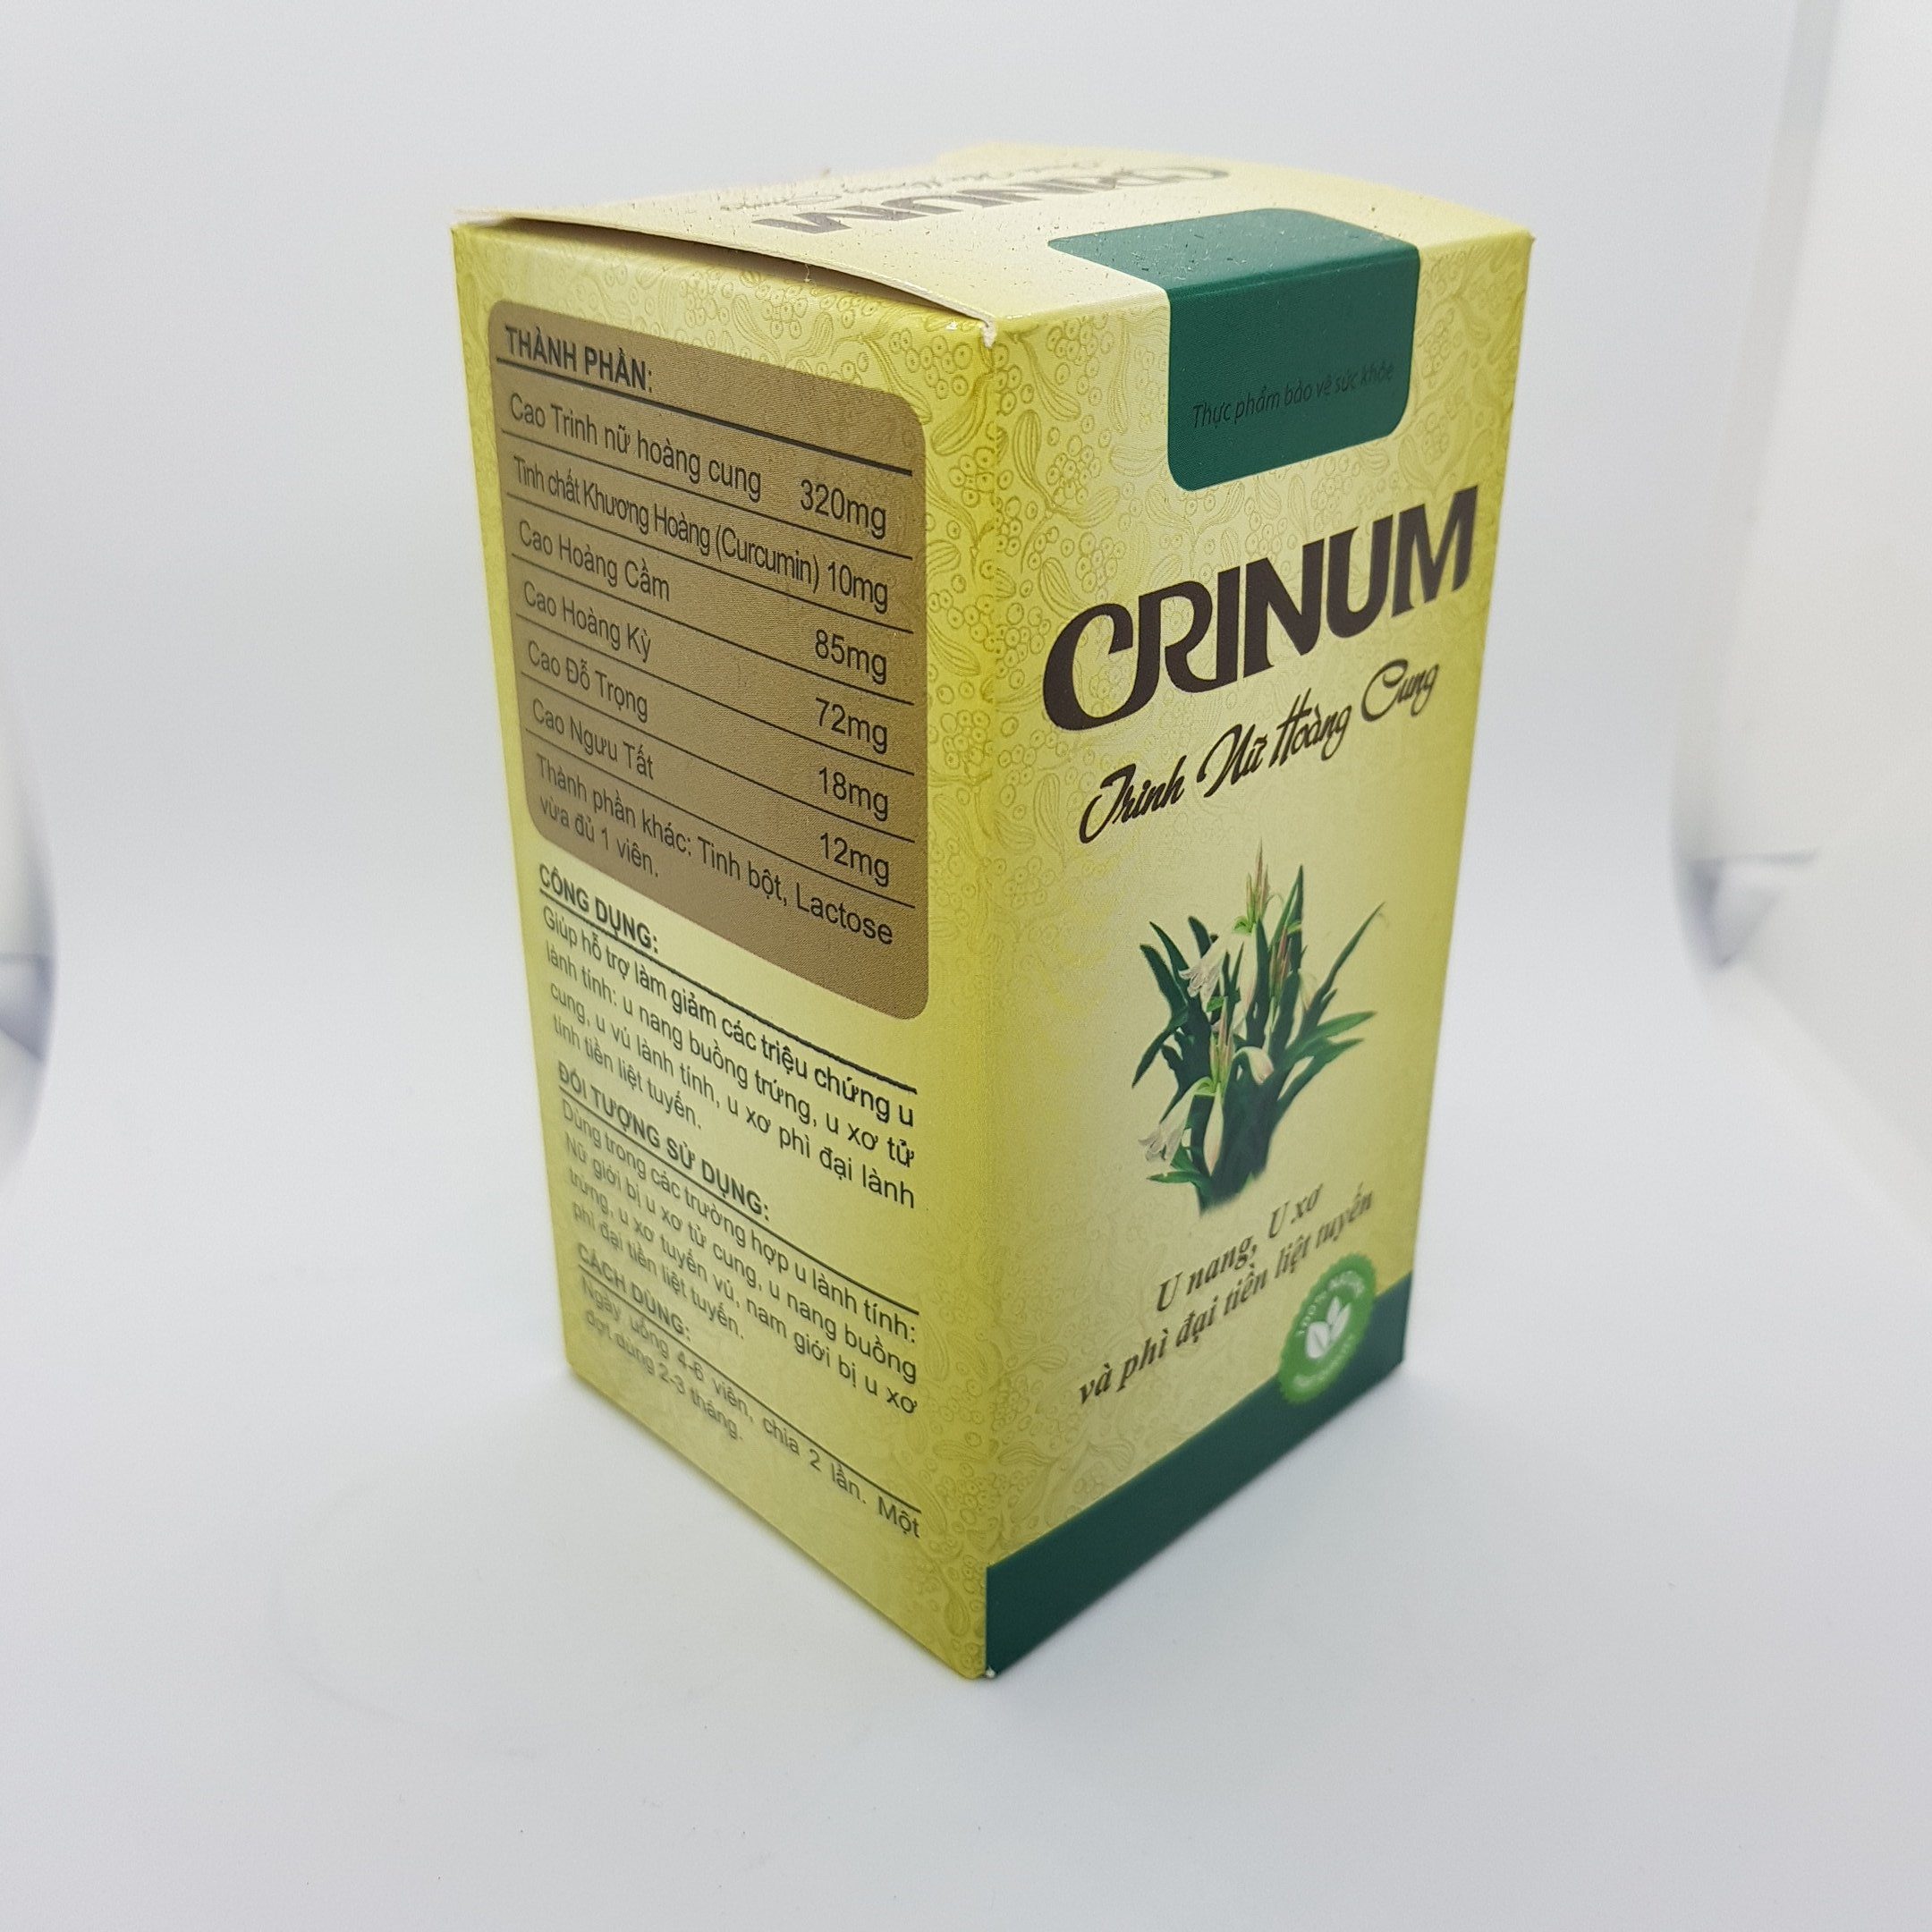 CRINUM
THÀNH PHẦN:
Cao Trinh nữ hoàng cung 320mg
Tinh chất Khương Hoàng (Curcumin) 10mg
Cao Hoàng Cầm 85mg
Cao Hoàng Kỳ 72mg
Cao Đỗ Trọng 18mg
Cao Ngưu Tất 12mg
Thành phần khác: Tinh bột, Lactose
vừa đủ 1 viên.
CÔNG DỤNG:
Giúp hỗ trợ làm giảm các triệu chứng u
lành tính: u nang buồng trứng, u xơ tử
cung, u vú lành tính, u xơ phì đại lành
tính tiền liệt tuyến.
ĐỐI TƯỢNG SỬ DỤNG:
Dùng trong các trường hợp u lành tính:
Nữ giới bị u xơ tử cung, u nang buồng
trứng, u xơ tuyến vú, nam giới bị u xơ
phì đại tiền liệt tuyến.
CÁCH DÙNG:
Ngày uống 4-6 viên, chia 2 lần. Một
đợt dùng 2-3 tháng.
Thực phẩm bảo vệ sức khỏe
CRINUM
Trinh Nữ Hoàng Cung
U nang, U xơ
và phì đại tiền liệt tuyến